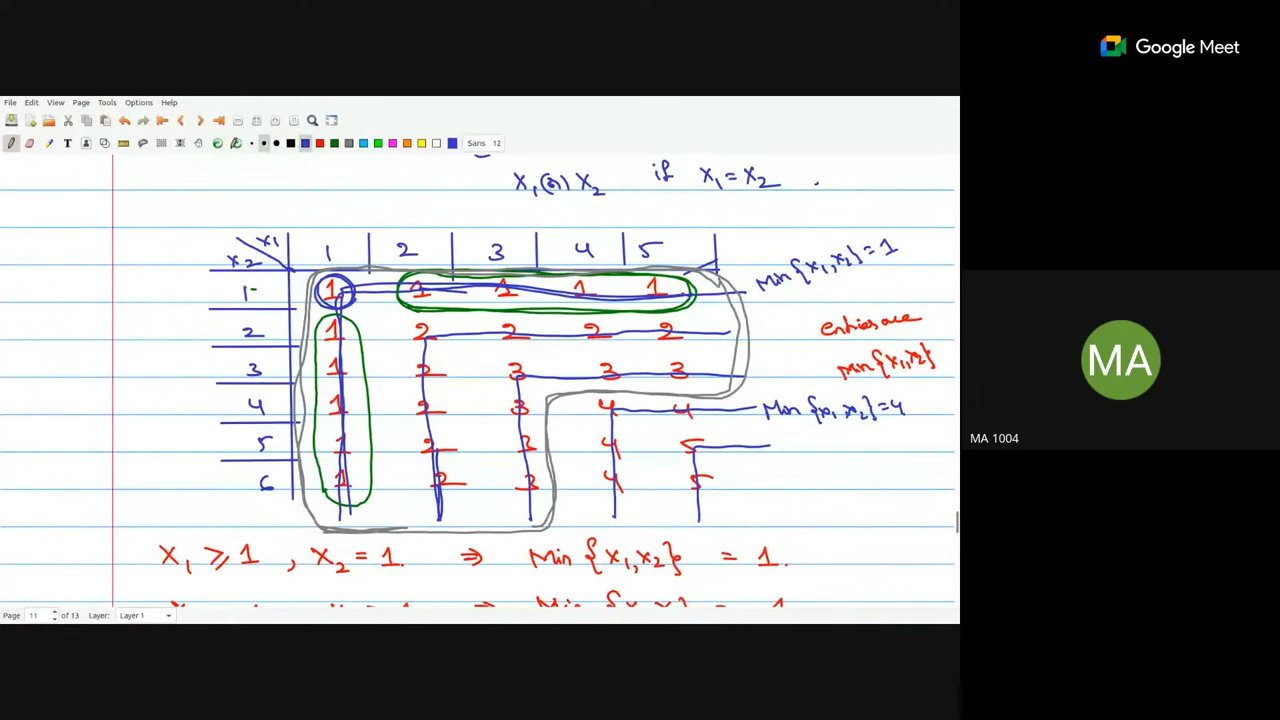 Google Meet
File Edit View Page Tools Options Help
Sans 12
X₁ (or) X₂ if X₁ = X₂ .
X₁ 1 2 3 4 5
X₂
1 1 1 1 1 1 Min{X₁,X₂}=1
2 1 2 2 2 2 entries are
3 1 2 3 3 3 Min{X₁,X₂}
4 1 2 3 4 4 Min{X₁,X₂}=4
5 1 2 3 4 5
6 1 2 3 4 5
X₁ ≥ 1 , X₂ = 1. ⇒ Min{X₁,X₂} = 1.
Page 11 of 13 Layer: Layer 1
MA
MA 1004